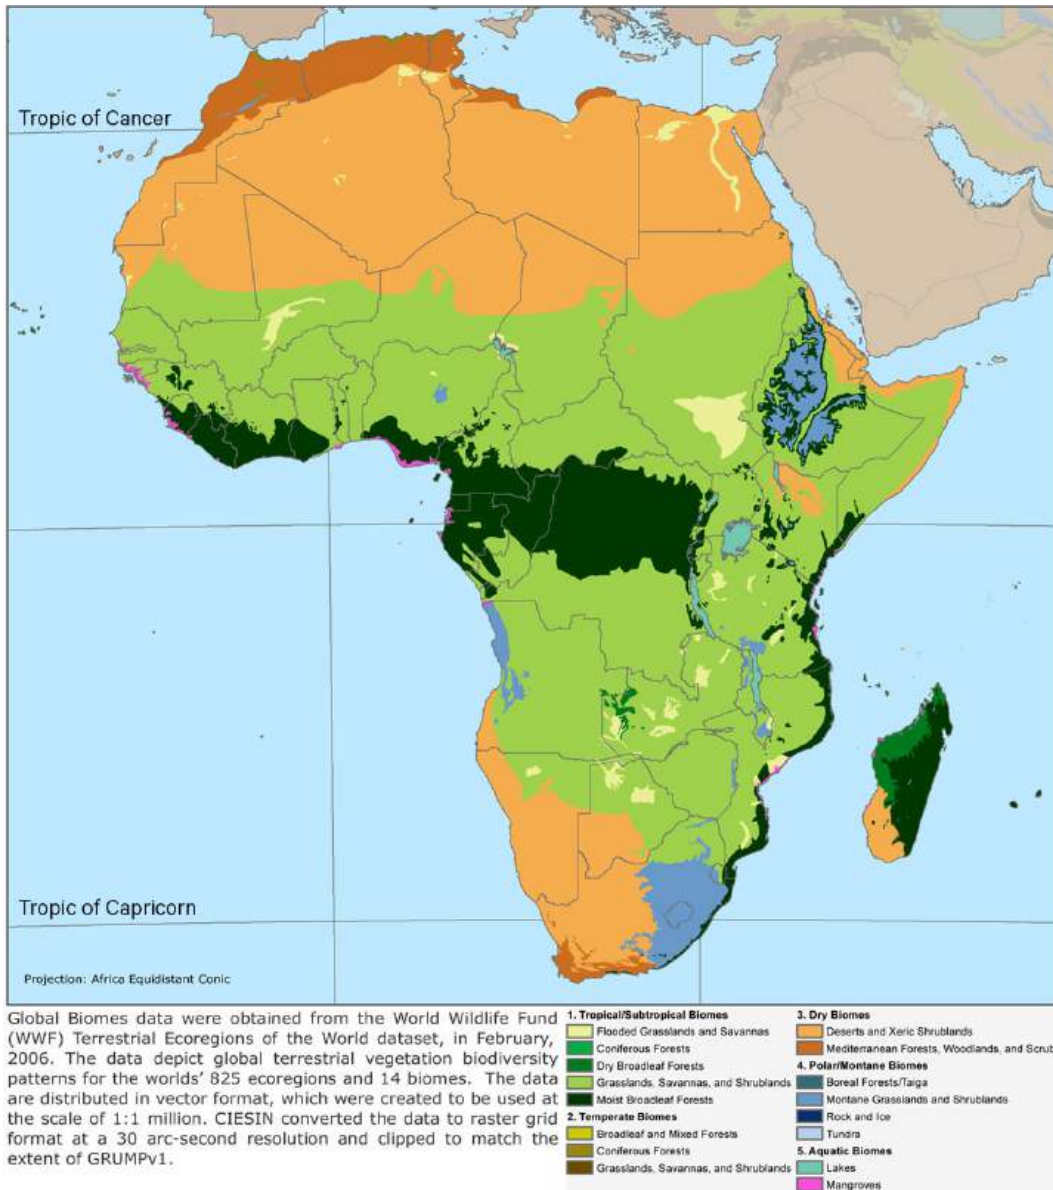 Tropic of Cancer
Tropic of Capricorn
Projection: Africa Equidistant Conic
Global Biomes data were obtained from the World Wildlife Fund
(WWF) Terrestrial Ecoregions of the World dataset, in February,
2006. The data depict global terrestrial vegetation biodiversity
patterns for the worlds' 825 ecoregions and 14 biomes. The data
are distributed in vector format, which were created to be used at
the scale of 1:1 million. CIESIN converted the data to raster grid
format at a 30 arc-second resolution and clipped to match the
extent of GRUMPv1.
1. Tropical/Subtropical Biomes
Flooded Grasslands and Savannas
Coniferous Forests
Dry Broadleaf Forests
Grasslands, Savannas, and Shrublands
Moist Broadleaf Forests
2. Temperate Biomes
Broadleaf and Mixed Forests
Coniferous Forests
Grasslands, Savannas, and Shrublands
3. Dry Biomes
Deserts and Xeric Shrublands
Mediterranean Forests, Woodlands, and Scrub
4. Polar/Montane Biomes
Boreal Forests/Taiga
Montane Grasslands and Shrublands
Rock and Ice
Tundra
5. Aquatic Biomes
Lakes
Mangroves